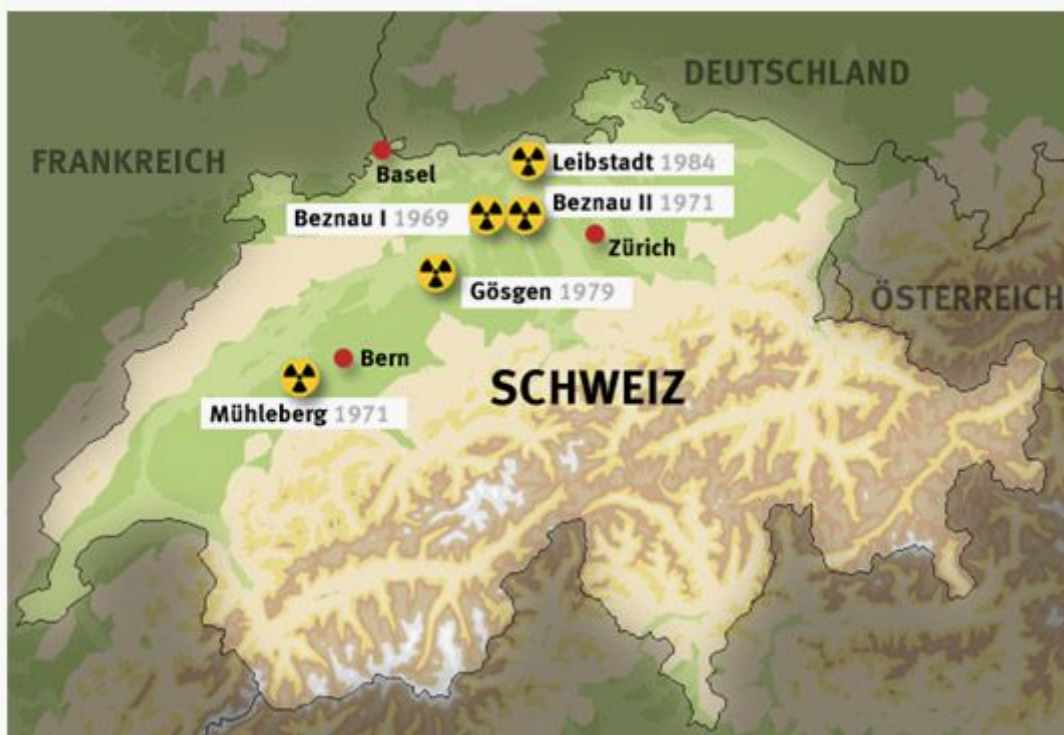 DEUTSCHLAND
FRANKREICH
Basel
Leibstadt 1984
Beznau I 1969
Beznau II 1971
Zürich
Gösgen 1979
ÖSTERREICH
Bern
SCHWEIZ
Mühleberg 1971